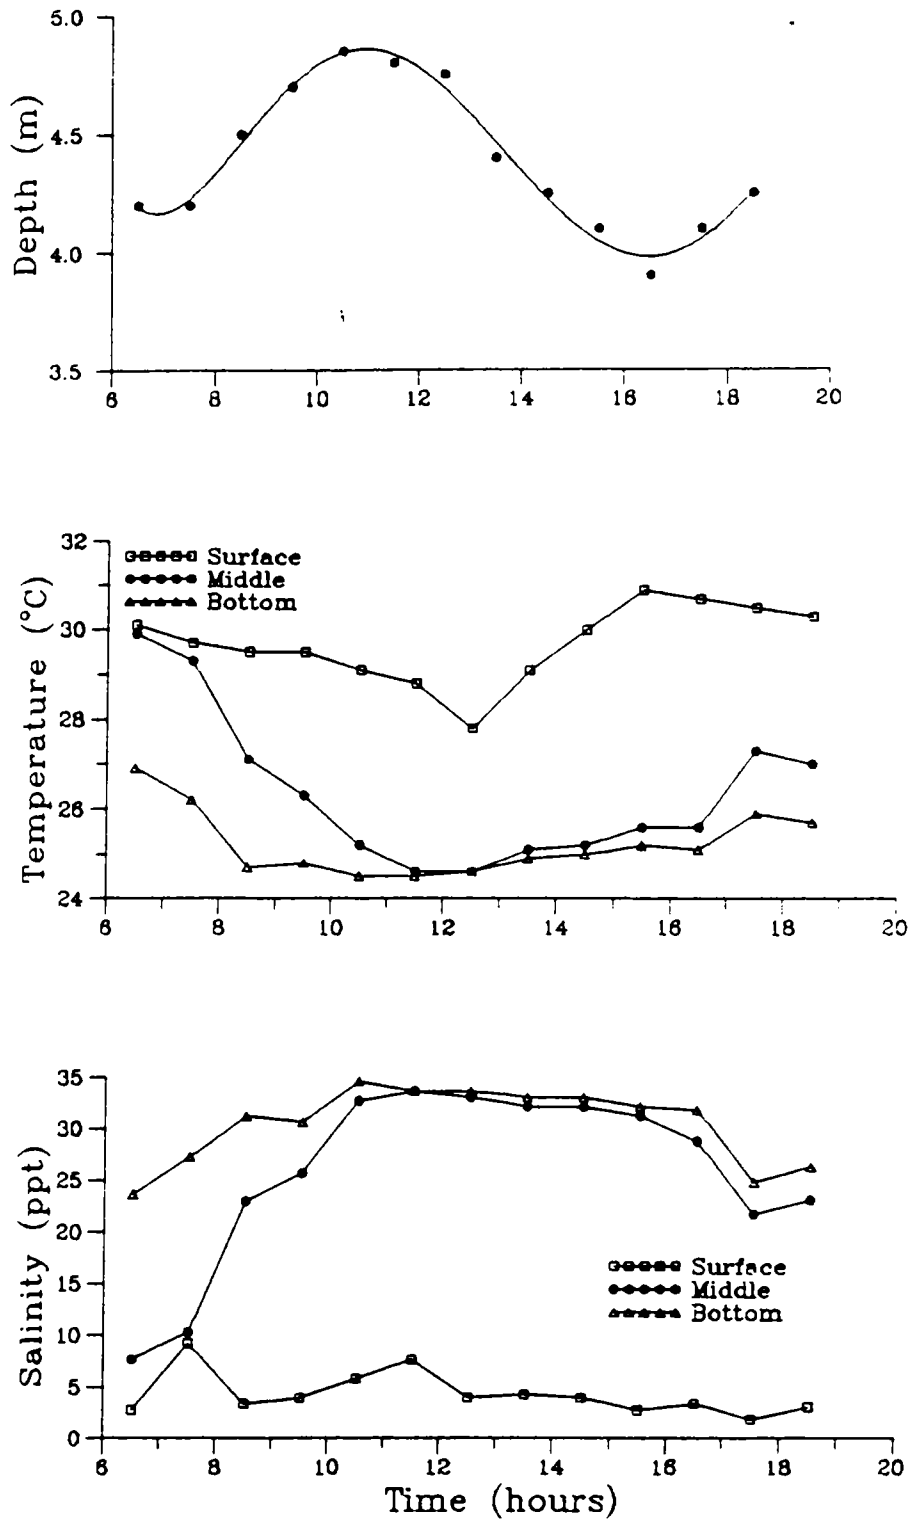 5.0
4.5
4.0
3.5
Depth (m)
6 8 10 12 14 16 18 20
32
30
28
26
24
Temperature (°C)
Surface
Middle
Bottom
6 8 10 12 14 16 18 20
35
30
25
20
15
10
5
0
Salinity (ppt)
Surface
Middle
Bottom
6 8 10 12 14 16 18 20
Time (hours)